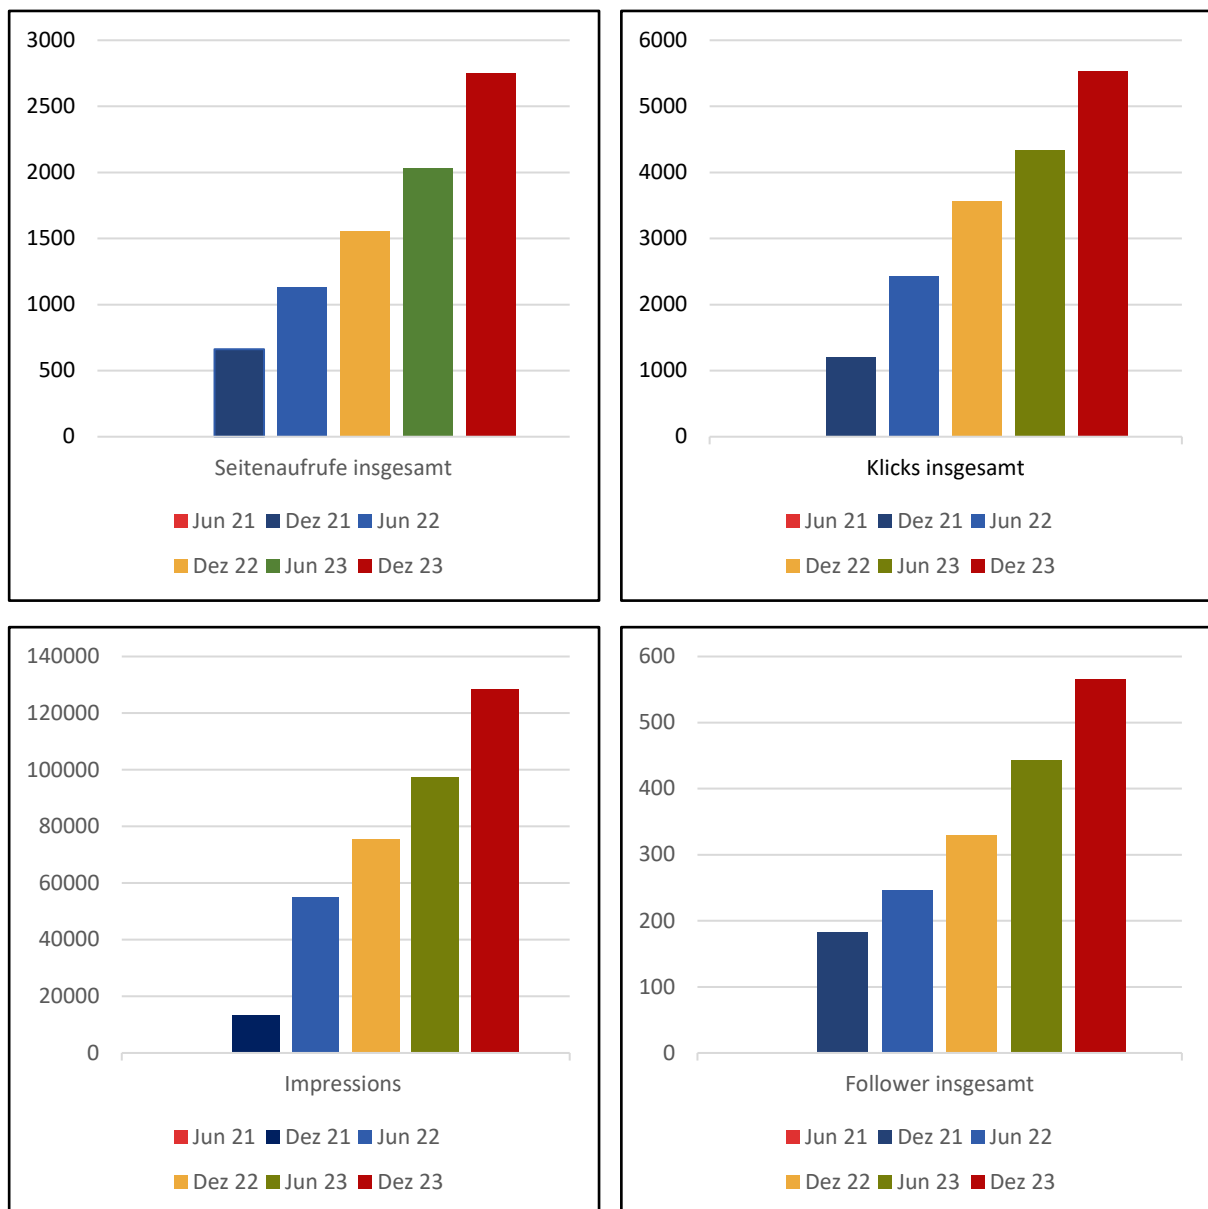 3000
2500
2000
1500
1000
500
0
Seitenaufrufe insgesamt
Jun 21 Dez 21 Jun 22
Dez 22 Jun 23 Dez 23
6000
5000
4000
3000
2000
1000
0
Klicks insgesamt
Jun 21 Dez 21 Jun 22
Dez 22 Jun 23 Dez 23
140000
120000
100000
80000
60000
40000
20000
0
Impressions
Jun 21 Dez 21 Jun 22
Dez 22 Jun 23 Dez 23
600
500
400
300
200
100
0
Follower insgesamt
Jun 21 Dez 21 Jun 22
Dez 22 Jun 23 Dez 23